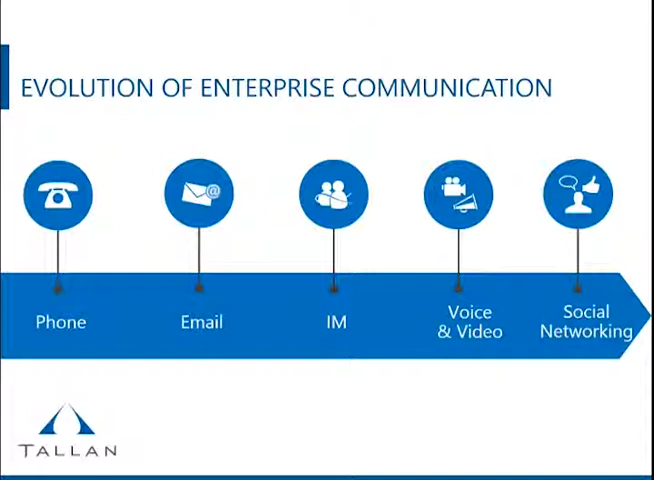 EVOLUTION OF ENTERPRISE COMMUNICATION
@
Phone
Email
IM
Voice
& Video
Social
Networking
TALLAN